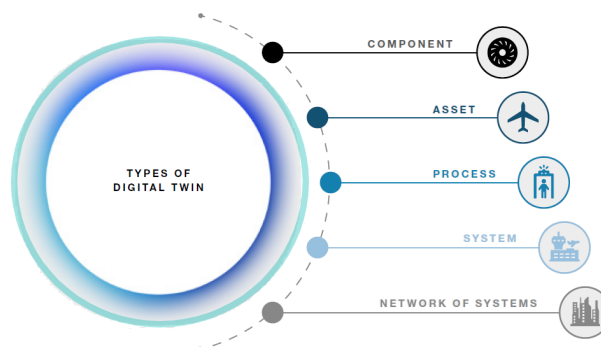 COMPONENT
ASSET
TYPES OF
DIGITAL TWIN
PROCESS
SYSTEM
NETWORK OF SYSTEMS